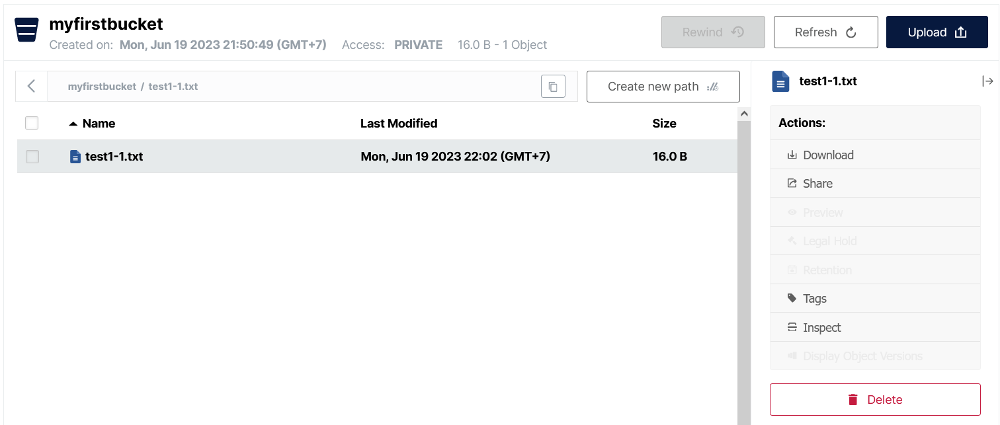 myfirstbucket
Created on: Mon, Jun 19 2023 21:50:49 (GMT+7) Access: PRIVATE 16.0 B - 1 Object
Rewind Refresh Upload
myfirstbucket / test1-1.txt
Create new path
Name Last Modified Size
test1-1.txt Mon, Jun 19 2023 22:02 (GMT+7) 16.0 B
test1-1.txt
Actions:
Download
Share
Preview
Legal Hold
Retention
Tags
Inspect
Display Object Versions
Delete